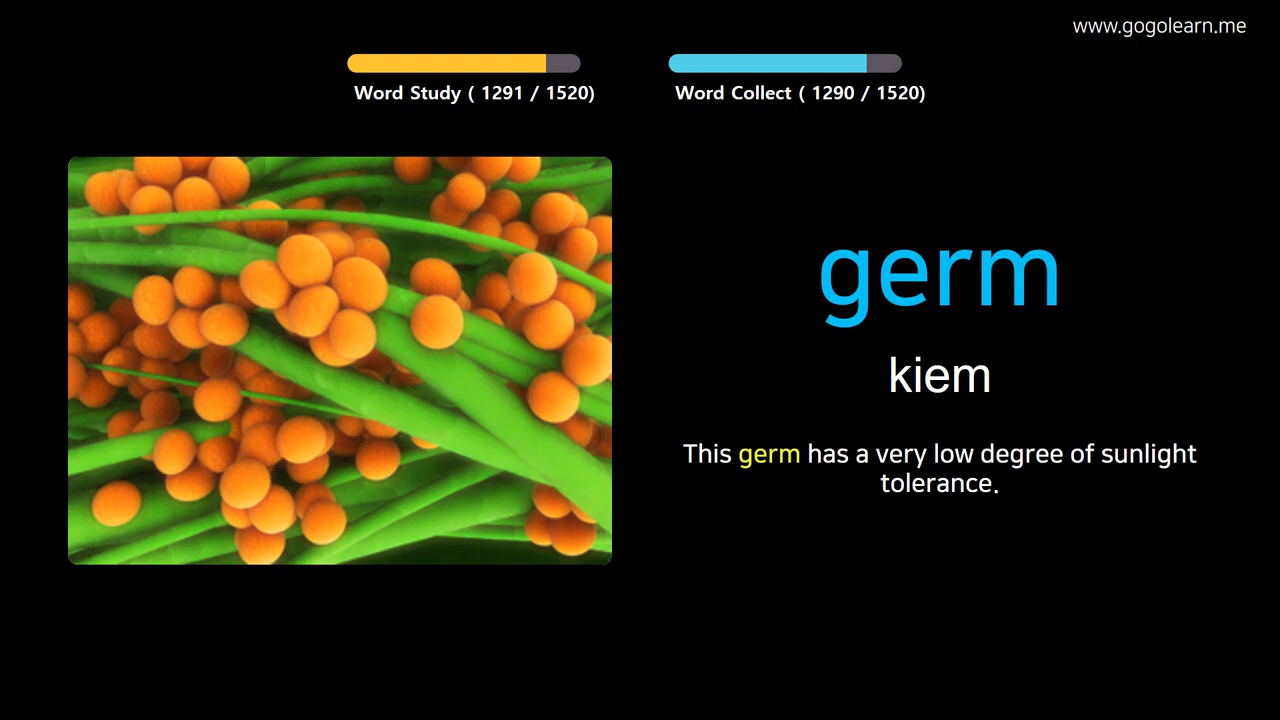 www.gogolearn.me
Word Study ( 1291 / 1520)
Word Collect ( 1290 / 1520)
germ
kiem
This germ has a very low degree of sunlight
tolerance.